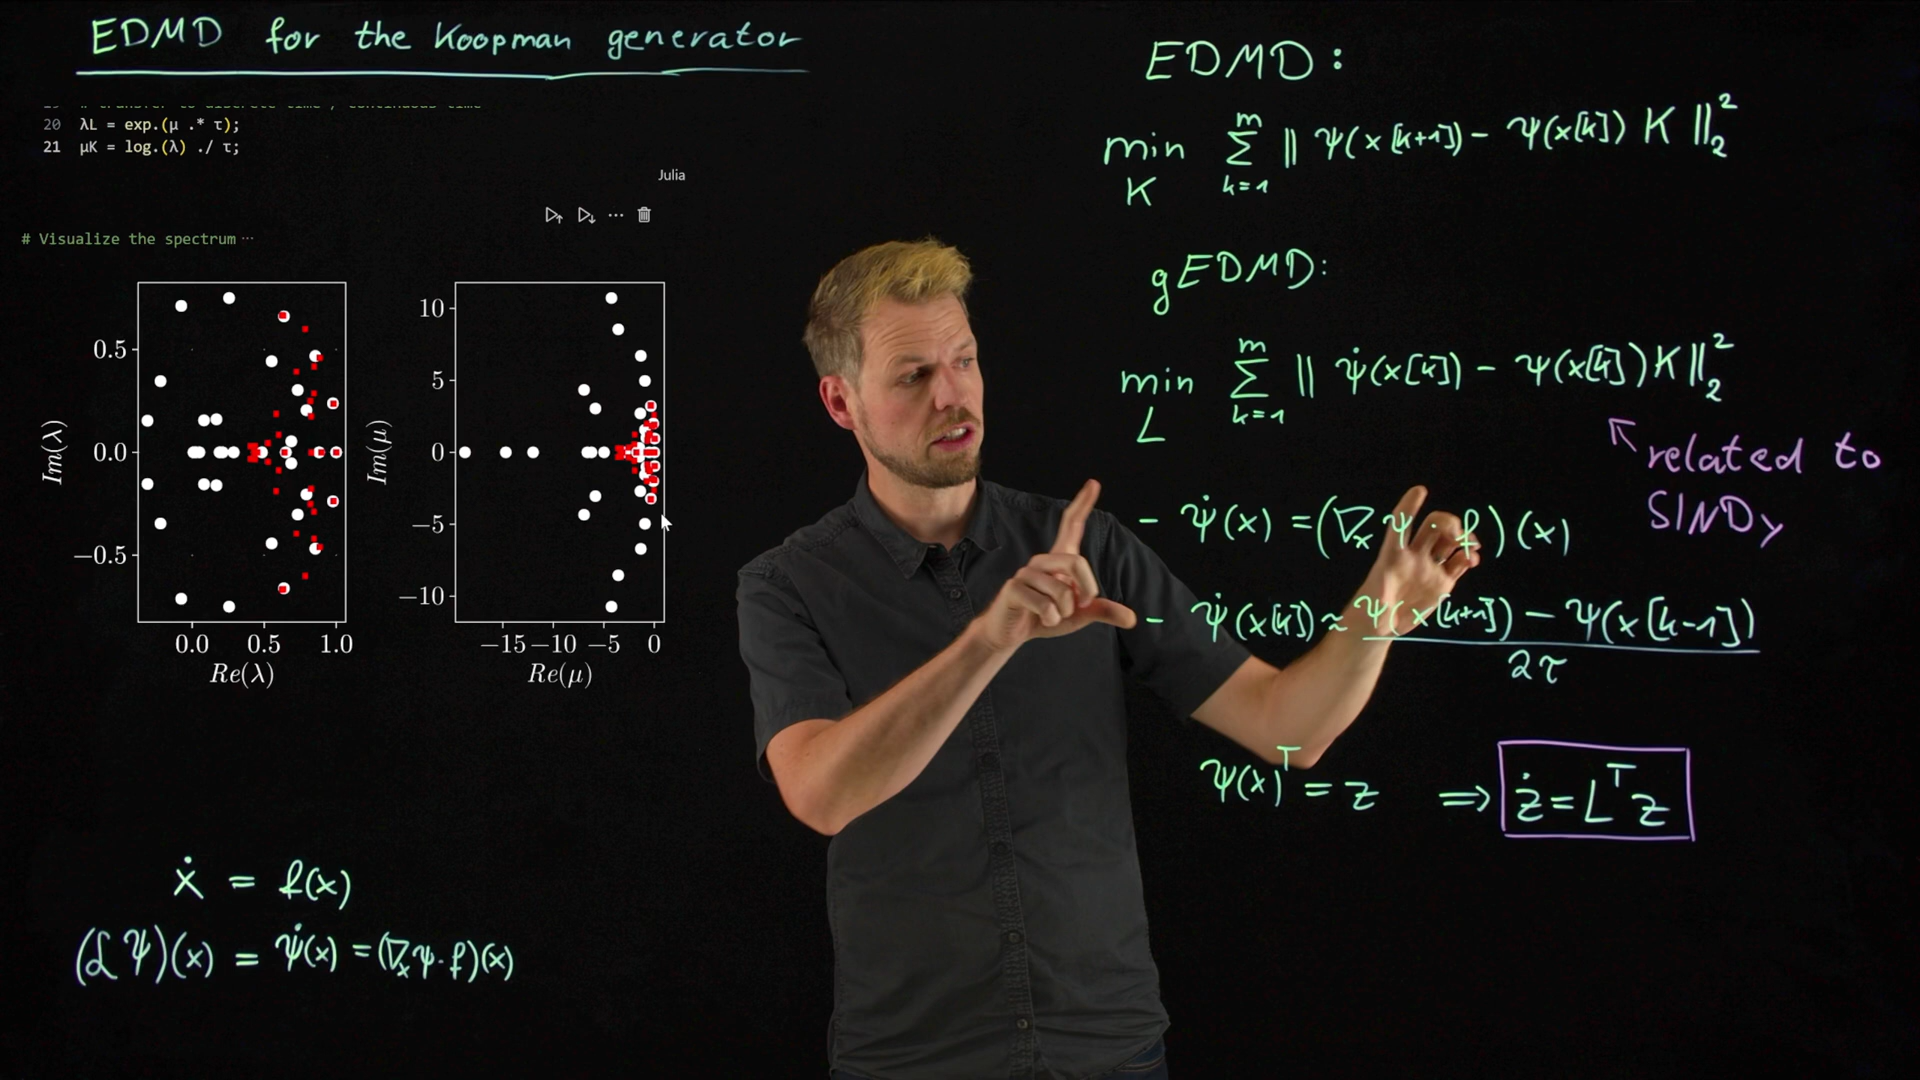 EDMD for the Koopman generator
20 λL = exp.(μ .* τ);
21 μK = log.(λ) ./ τ;
Julia
# Visualize the spectrum ...
0.5
0.0
−0.5
Im(λ)
0.0 0.5 1.0
Re(λ)
10
5
0
−5
−10
Im(μ)
−15 −10 −5 0
Re(μ)
ẋ = f(x)
(ℒψ)(x) = ψ̇(x) = (∇ₓψ · f)(x)
EDMD:
min K ∑ k=1 m ‖ ψ(x[k+1]) − ψ(x[k]) K ‖₂²
gEDMD:
min L ∑ k=1 m ‖ ψ̇(x[k]) − ψ(x[k]) K ‖₂²
related to
SINDy
− ψ̇(x) = (∇ₓψ · f)(x)
− ψ̇(x[k]) ≈ ψ(x[k+1]) − ψ(x[k−1])
2τ
ψ(x)ᵀ = z ⟹ ż = Lᵀz